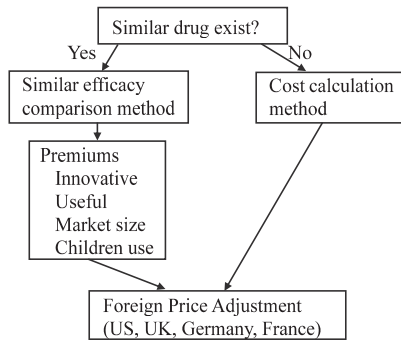 Similar drug exist?
Yes
No
Similar efficacy
comparison method
Cost calculation
method
Premiums
Innovative
Useful
Market size
Children use
Foreign Price Adjustment
(US, UK, Germany, France)